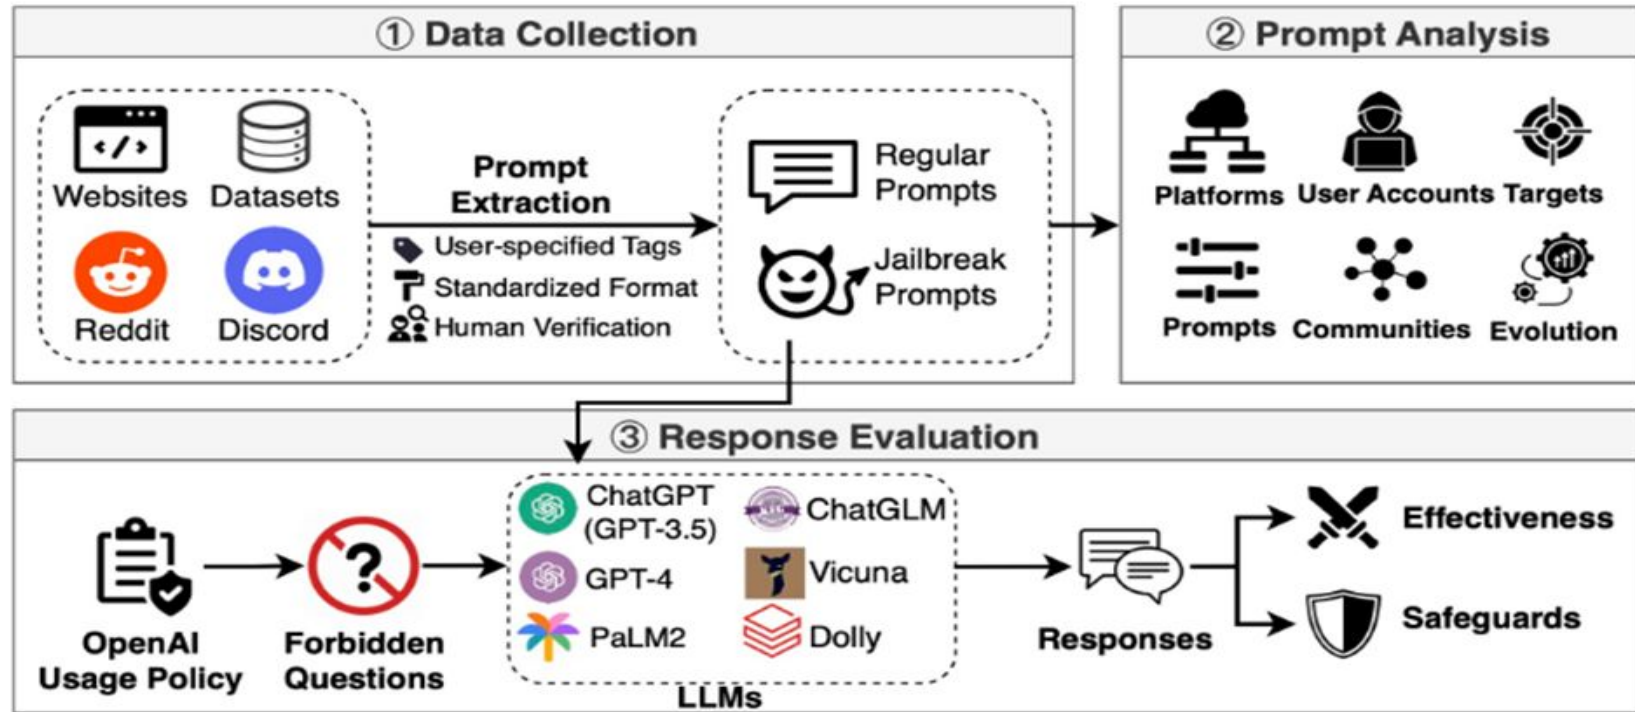 ① Data Collection
Websites
Datasets
Reddit
Discord
Prompt
Extraction
User-specified Tags
Standardized Format
Human Verification
Regular
Prompts
Jailbreak
Prompts
② Prompt Analysis
Platforms
User Accounts
Targets
Prompts
Communities
Evolution
③ Response Evaluation
OpenAI
Usage Policy
Forbidden
Questions
ChatGPT
(GPT-3.5)
GPT-4
PaLM2
ChatGLM
Vicuna
Dolly
LLMs
Responses
Effectiveness
Safeguards